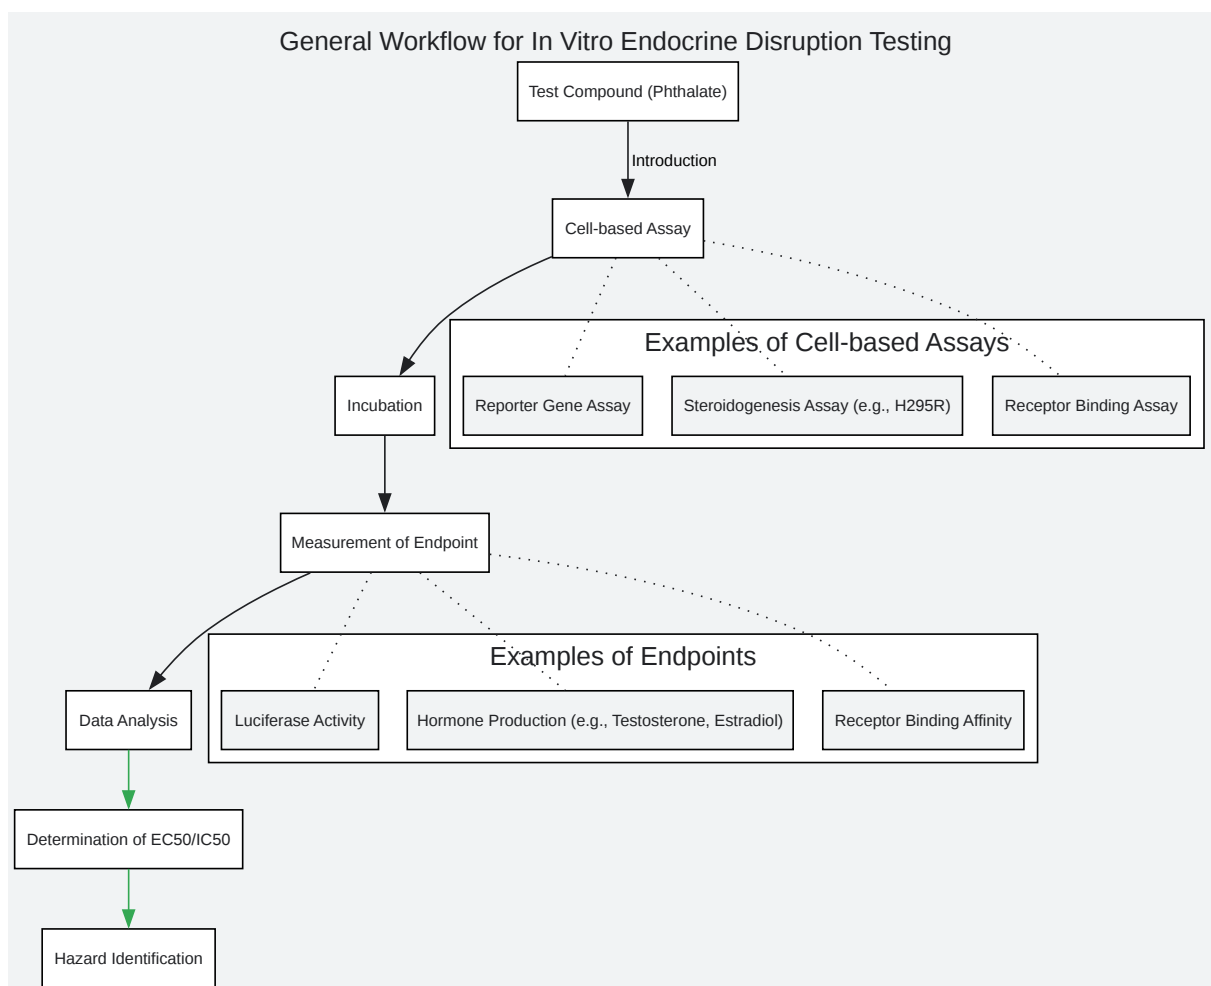 General Workflow for In Vitro Endocrine Disruption Testing
Test Compound (Phthalate)
Introduction
Cell-based Assay
Examples of Cell-based Assays
Incubation
Reporter Gene Assay
Steroidogenesis Assay (e.g., H295R)
Receptor Binding Assay
Measurement of Endpoint
Examples of Endpoints
Data Analysis
Luciferase Activity
Hormone Production (e.g., Testosterone, Estradiol)
Receptor Binding Affinity
Determination of EC50/IC50
Hazard Identification